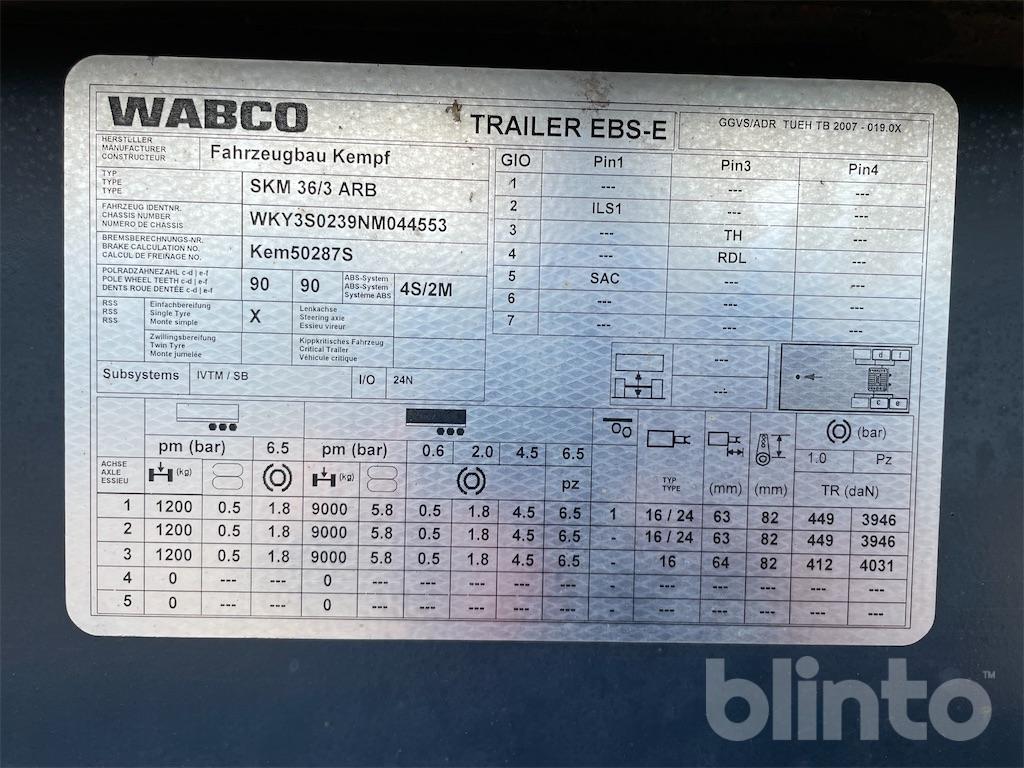 WABCO
TRAILER EBS-E
GGVS/ADR TUEH TB 2007 - 019.0X
HERSTELLER
MANUFACTURER
CONSTRUCTEUR
Fahrzeugbau Kempf
TYP
TYPE
TYPE
SKM 36/3 ARB
FAHRZEUG IDENTNR.
CHASSIS NUMBER
NUMÉRO DE CHASSIS
WKY3S0239NM044553
BREMSBERECHNUNGS-NR.
BRAKE CALCULATION NO.
CALCUL DE FREINAGE NO.
Kem50287S
POLRADZÄHNEZAHL c-d | e-f
POLE WHEEL TEETH c-d | e-f
DENTS ROUE DENTÉE c-d | e-f
90 90
ABS-System
ABS-System
Système ABS
4S/2M
RSS
RSS
RSS
Einfachbereifung
Single Tyre
Monte simple
X
Lenkachse
Steering axle
Essieu vireur
Zwillingsbereifung
Twin Tyre
Monte jumelée
Kippkritisches Fahrzeug
Critical Trailer
Véhicule critique
Subsystems IVTM / SB I/O 24N
GIO Pin1 Pin3 Pin4
1 --- --- ---
2 ILS1 --- ---
3 --- TH ---
4 --- RDL ---
5 SAC --- ---
6 --- --- ---
7 --- --- ---
---
---
d f
c e
pm (bar) 6.5 pm (bar) 0.6 2.0 4.5 6.5 (bar)
1.0 Pz
ACHSE
AXLE
ESSIEU
(kg) (kg) pz
TYP
TYPE
(mm) (mm) TR (daN)
1 1200 0.5 1.8 9000 5.8 0.5 1.8 4.5 6.5 1 16 / 24 63 82 449 3946
2 1200 0.5 1.8 9000 5.8 0.5 1.8 4.5 6.5 - 16 / 24 63 82 449 3946
3 1200 0.5 1.8 9000 5.8 0.5 1.8 4.5 6.5 - 16 64 82 412 4031
4 0 --- --- 0 --- --- --- --- --- - --- --- --- --- ---
5 0 --- --- 0 --- --- --- --- --- - --- --- --- --- ---
blinto™